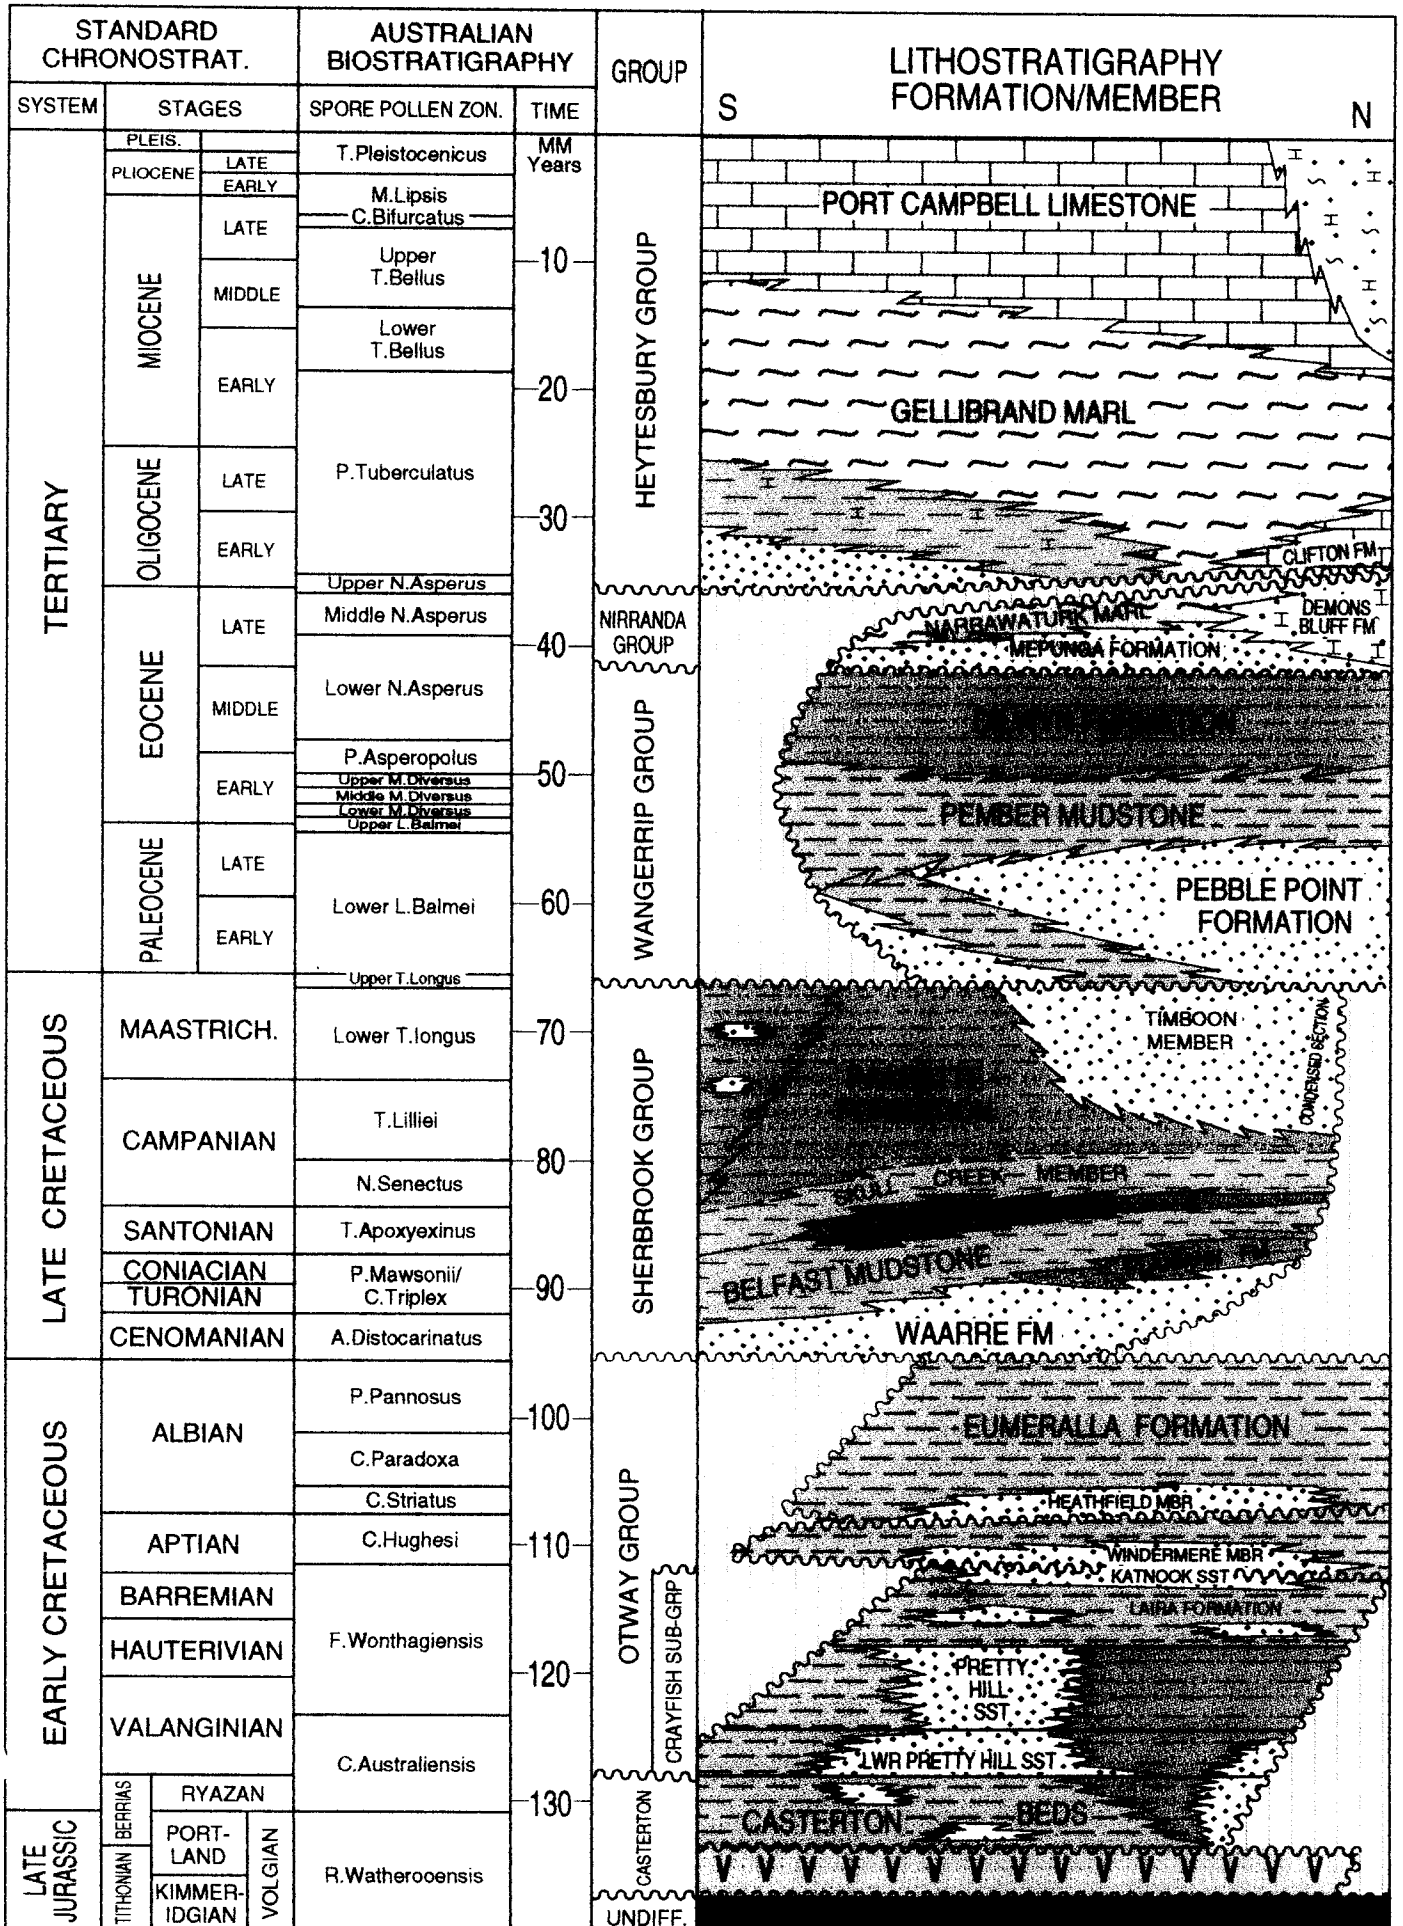 STANDARD
CHRONOSTRAT.
AUSTRALIAN
BIOSTRATIGRAPHY
GROUP
LITHOSTRATIGRAPHY
FORMATION/MEMBER
S
N
SYSTEM
STAGES
SPORE POLLEN ZON.
TIME
MM
Years
TERTIARY
LATE CRETACEOUS
EARLY CRETACEOUS
LATE
JURASSIC
PLEIS.
PLIOCENE
LATE
EARLY
MIOCENE
LATE
MIDDLE
EARLY
OLIGOCENE
LATE
EARLY
EOCENE
LATE
MIDDLE
EARLY
PALEOCENE
LATE
EARLY
MAASTRICH.
CAMPANIAN
SANTONIAN
CONIACIAN
TURONIAN
CENOMANIAN
ALBIAN
APTIAN
BARREMIAN
HAUTERIVIAN
VALANGINIAN
BERRIAS
RYAZAN
TITHONIAN
PORT-
LAND
KIMMER-
IDGIAN
VOLGIAN
T.Pleistocenicus
M.Lipsis
C.Bifurcatus
Upper
T.Bellus
Lower
T.Bellus
P.Tuberculatus
Upper N.Asperus
Middle N.Asperus
Lower N.Asperus
P.Asperopolus
Upper M.Diversus
Middle M.Diversus
Lower M.Diversus
Upper L.Balmei
Lower L.Balmei
Upper T.Longus
Lower T.longus
T.Lilliei
N.Senectus
T.Apoxyexinus
P.Mawsonii/
C.Triplex
A.Distocarinatus
P.Pannosus
C.Paradoxa
C.Striatus
C.Hughesi
F.Wonthagiensis
C.Australiensis
R.Watherooensis
10
20
30
40
50
60
70
80
90
100
110
120
130
HEYTESBURY GROUP
NIRRANDA
GROUP
WANGERRIP GROUP
SHERBROOK GROUP
OTWAY GROUP
CRAYFISH SUB-GRP
CASTERTON
UNDIFF.
PORT CAMPBELL LIMESTONE
GELLIBRAND MARL
CLIFTON FM
NARRAWATURK MARL
DEMONS
BLUFF FM
MEPUNGA FORMATION
FORMATION
PEMBER MUDSTONE
PEBBLE POINT
FORMATION
TIMBOON
MEMBER
CONDENSED SECTION
SKULL CREEK MEMBER
BELFAST MUDSTONE
FM
WAARRE FM
EUMERALLA FORMATION
HEATHFIELD MBR
WINDERMERE MBR
KATNOOK SST
LAIRA FORMATION
PRETTY
HILL
SST
LWR PRETTY HILL SST
CASTERTON BEDS